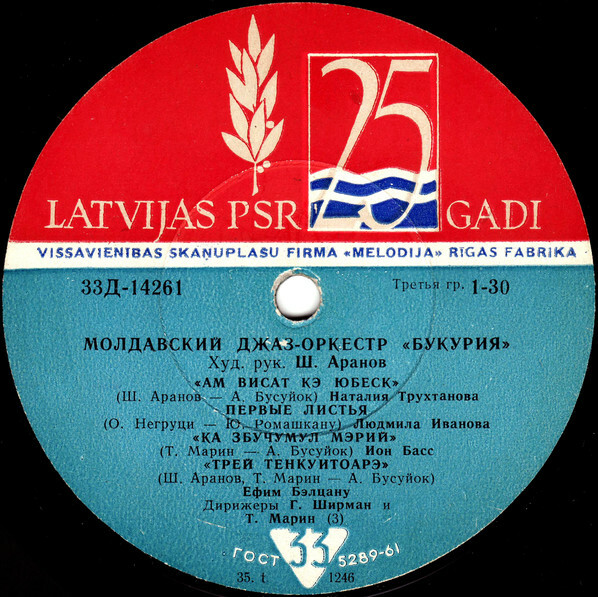 25
LATVIJAS PSR GADI
VISSAVIENĪBAS SKAŅUPLAŠU FIRMA «MELODIJA» RĪGAS FABRIKA
33Д-14261 Третья гр. 1-30
МОЛДАВСКИЙ ДЖАЗ-ОРКЕСТР «БУКУРИЯ»
Худ. рук. Ш. Аранов
«АМ ВИСАТ КЭ ЮБЕСК»
(Ш. Аранов — А. Бусуйок) Наталия Трухтанова
ПЕРВЫЕ ЛИСТЬЯ
(О. Негруци — Ю. Ромашкану) Людмила Иванова
«КА ЗБУЧУМУЛ МЭРИЙ»
(Т. Марин — А. Бусуйок) Ион Басс
«ТРЕЙ ТЕНКУИТОАРЭ»
(Ш. Аранов, Т. Марин — А. Бусуйок)
Ефим Бэлцану
Дирижеры Г. Ширман и
Т. Марин (3)
ГОСТ 33 5289-61
35. t. 1246